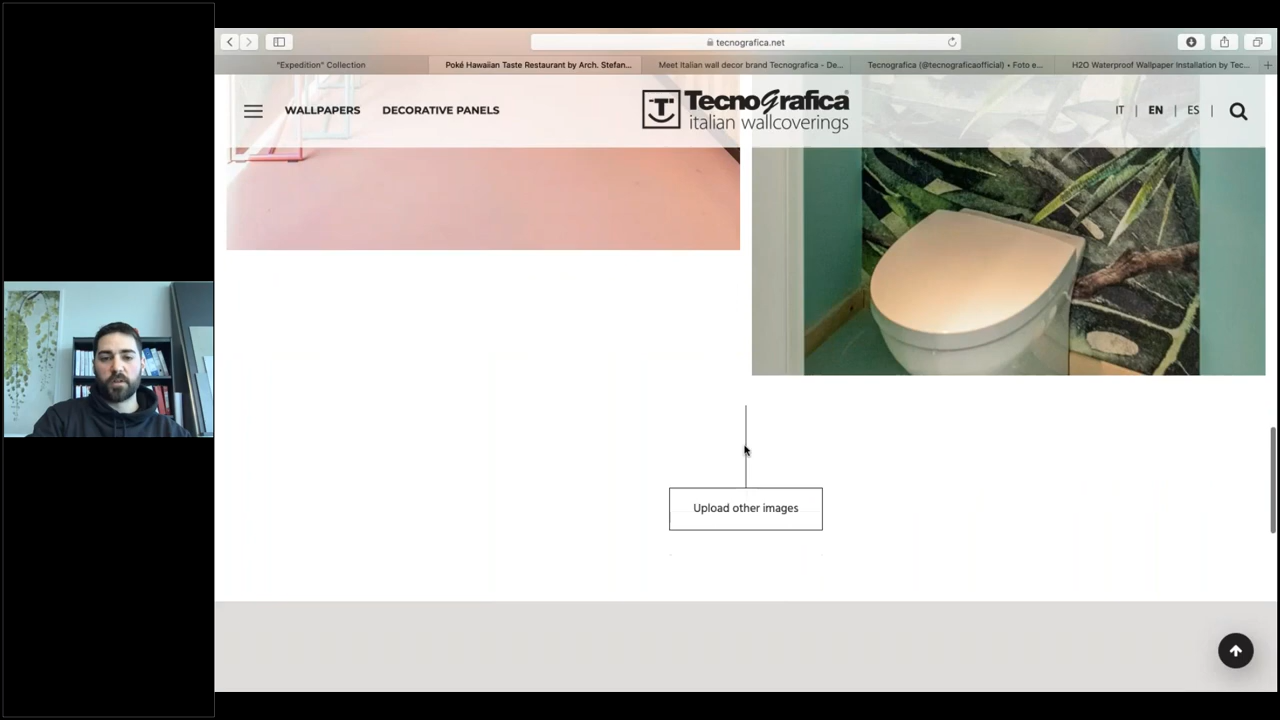 tecnografica.net
"Expedition" Collection
Poké Hawaiian Taste Restaurant by Arch. Stefan...
Meet Italian wall decor brand Tecnografica - De...
Tecnografica (@tecnograficaofficial) • Foto e...
H2O Waterproof Wallpaper Installation by Tec...
WALLPAPERS
DECORATIVE PANELS
T
TecnoGrafica
italian wallcoverings
IT | EN | ES |
Upload other images